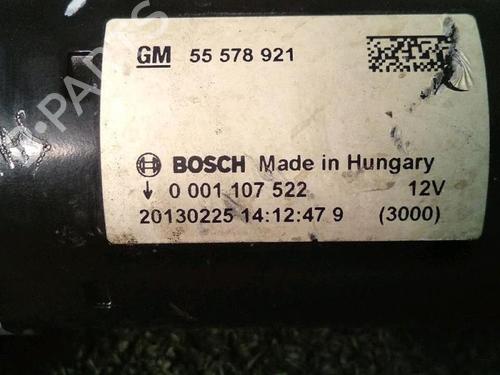 GM 55 578 921
BOSCH Made in Hungary
0 001 107 522 12V
20130225 14:12:47 9 (3000)